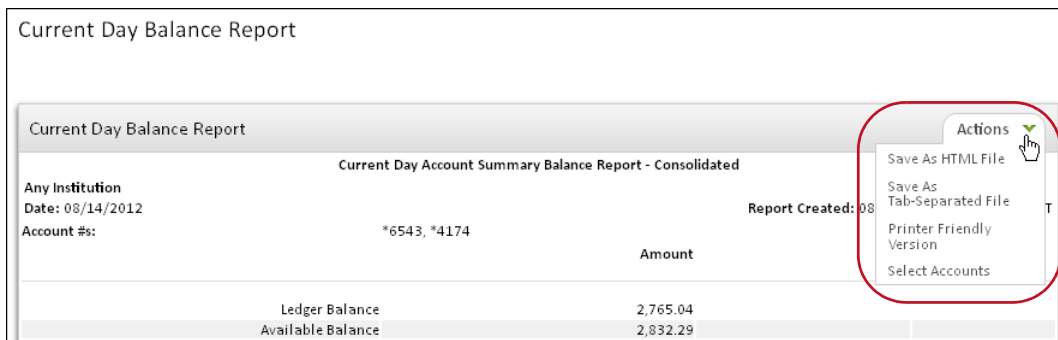 Current Day Balance Report
Current Day Balance Report
Actions
Save As HTML File
Save As
Tab-Separated File
Printer Friendly
Version
Select Accounts
Current Day Account Summary Balance Report - Consolidated
Any Institution
Date: 08/14/2012
Report Created: 08 T
Account #s: *6543, *4174
Amount
Ledger Balance 2,765.04
Available Balance 2,832.29